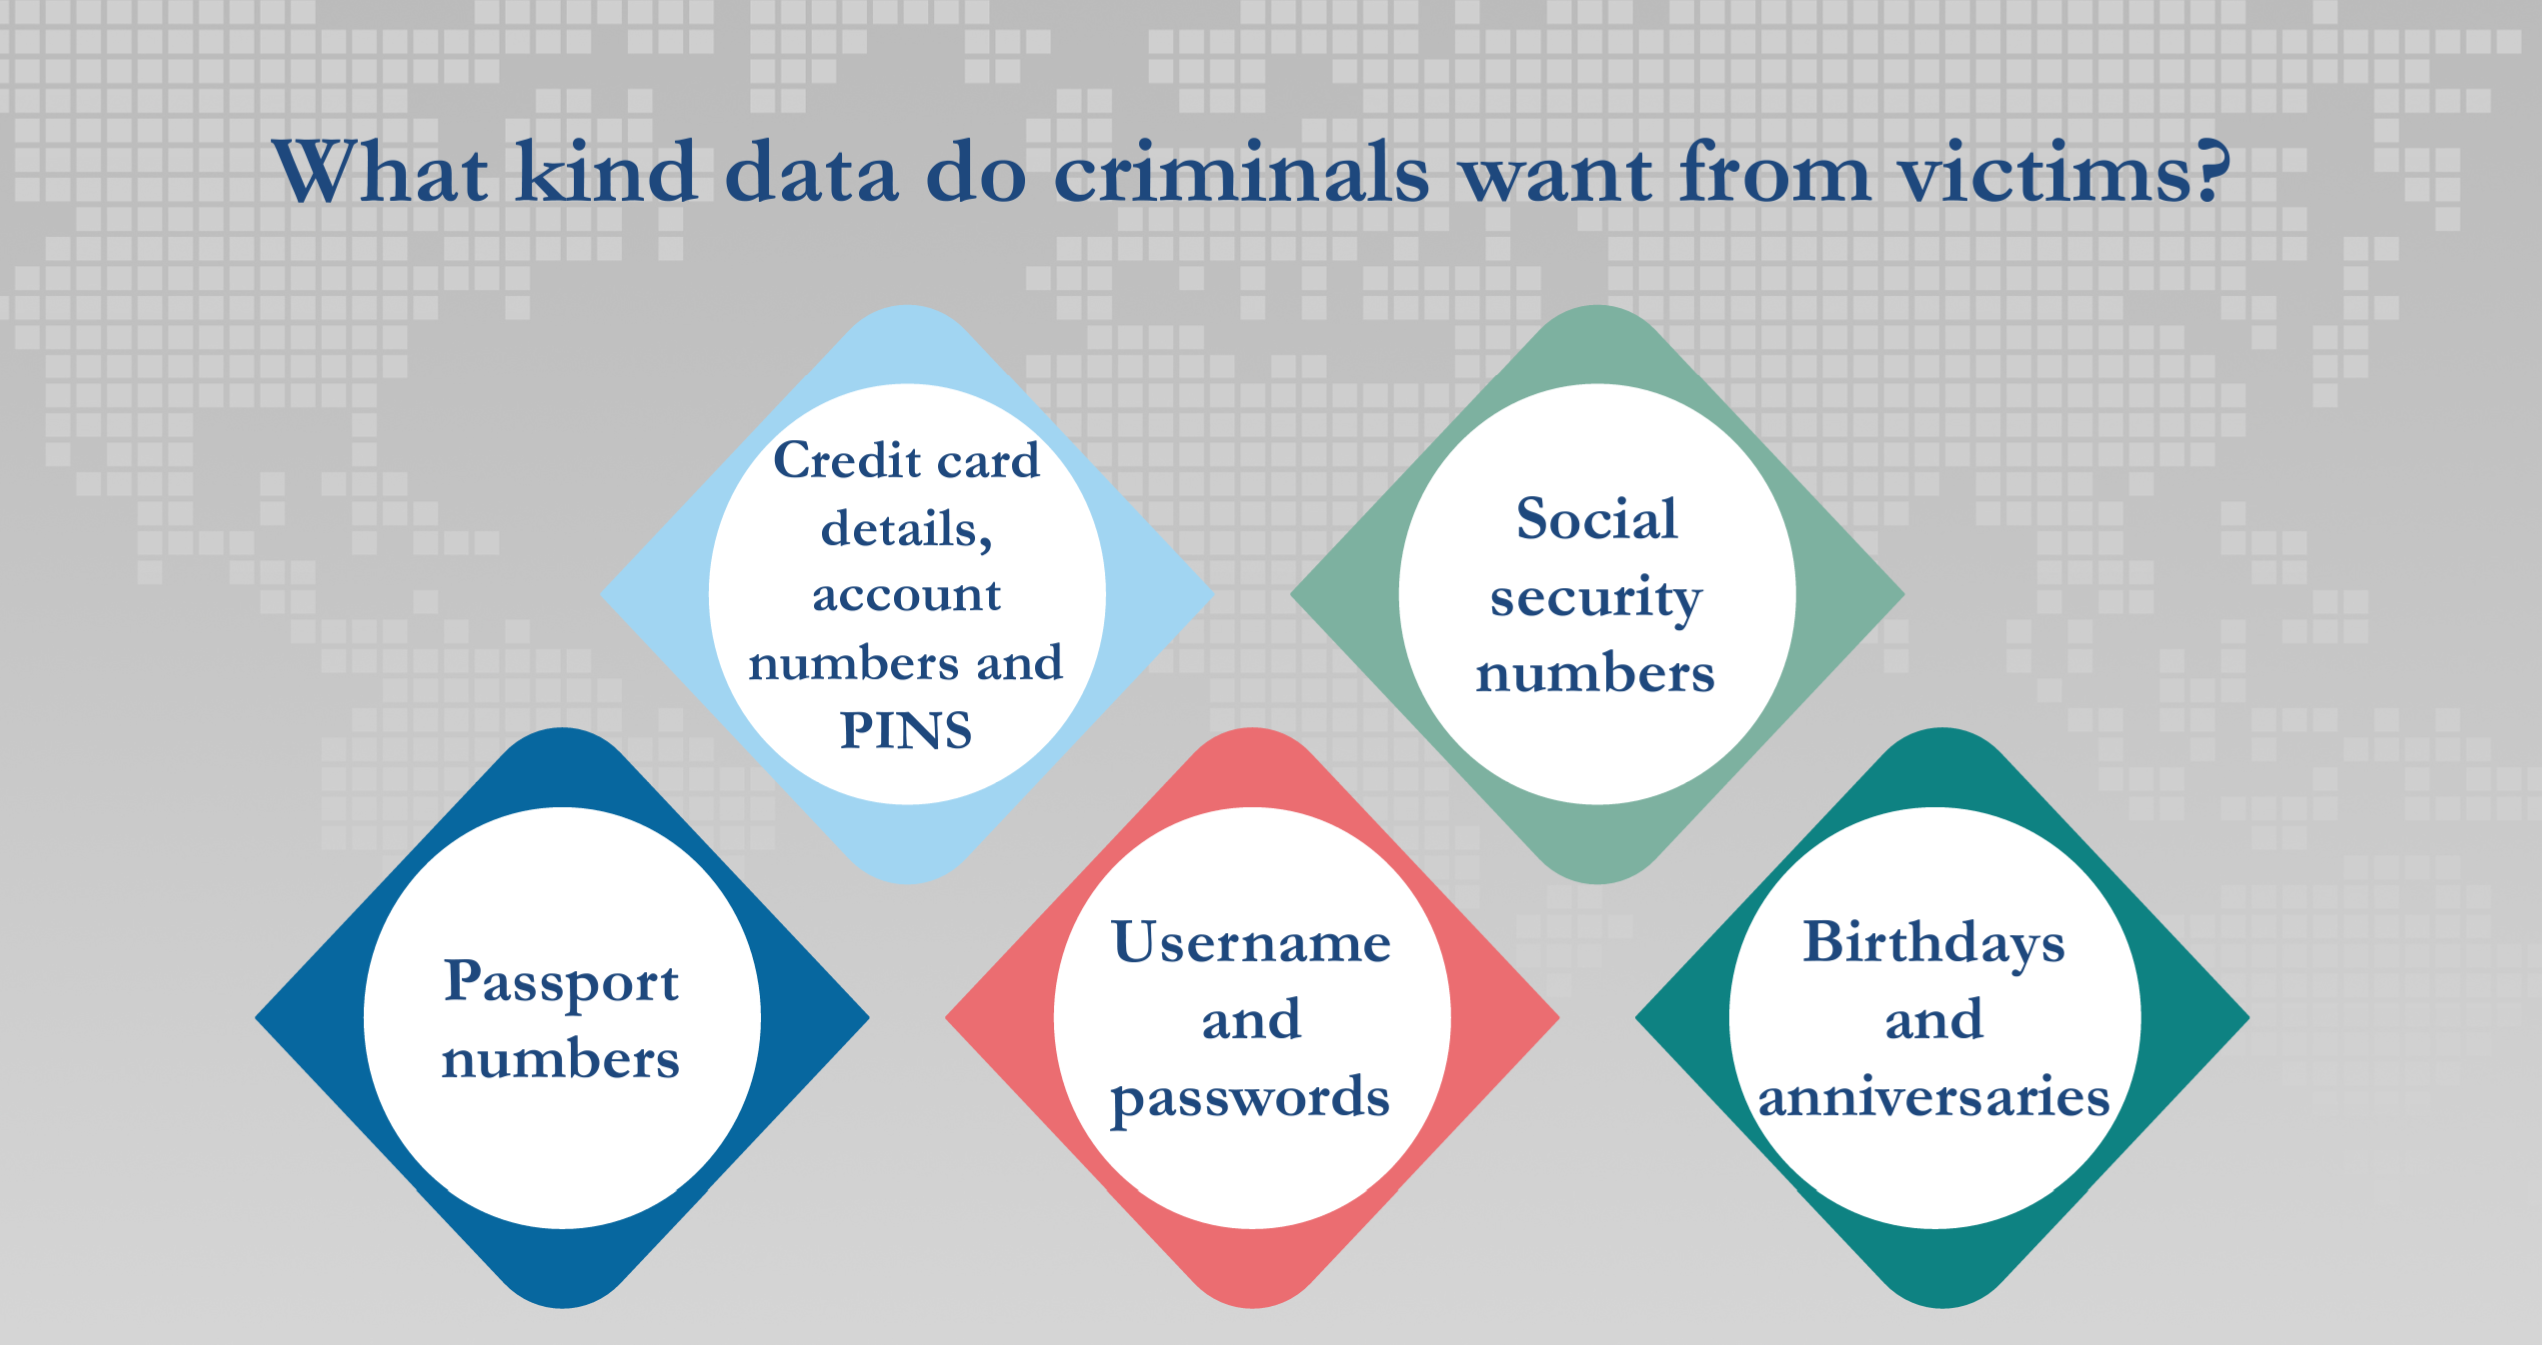 What kind data do criminals want from victims?
Credit card
details,
account
numbers and
PINS
Social
security
numbers
Passport
numbers
Username
and
passwords
Birthdays
and
anniversaries